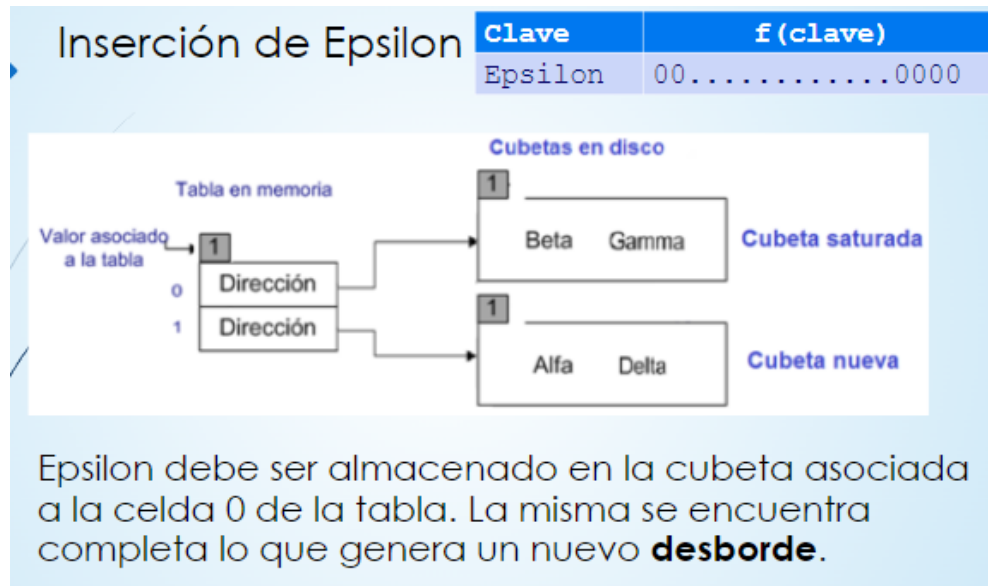 Inserción de Epsilon
Clave f(clave)
Epsilon 00............0000
Cubetas en disco
Tabla en memoria
Valor asociado
a la tabla
1
0 Dirección
1 Dirección
1
Beta Gamma
Cubeta saturada
1
Alfa Delta
Cubeta nueva
Epsilon debe ser almacenado en la cubeta asociada
a la celda 0 de la tabla. La misma se encuentra
completa lo que genera un nuevo desborde.